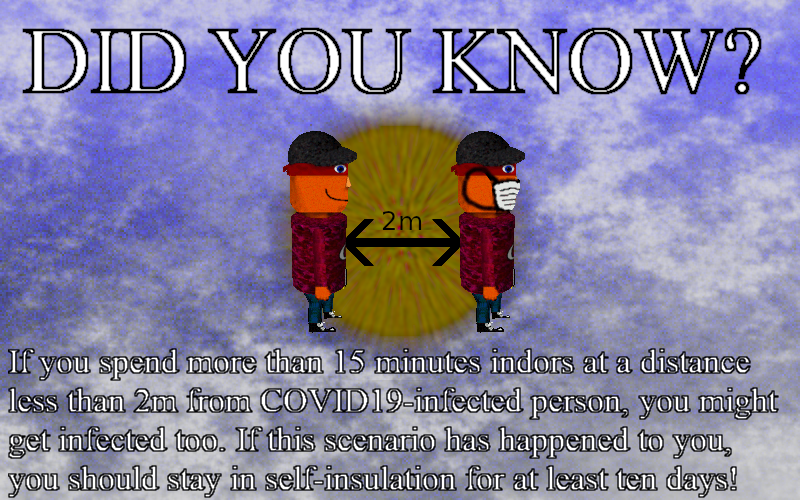 DID YOU KNOW?
2m
If you spend more than 15 minutes indors at a distance
less than 2m from COVID19-infected person, you might
get infected too. If this scenario has happened to you,
you should stay in self-insulation for at least ten days!